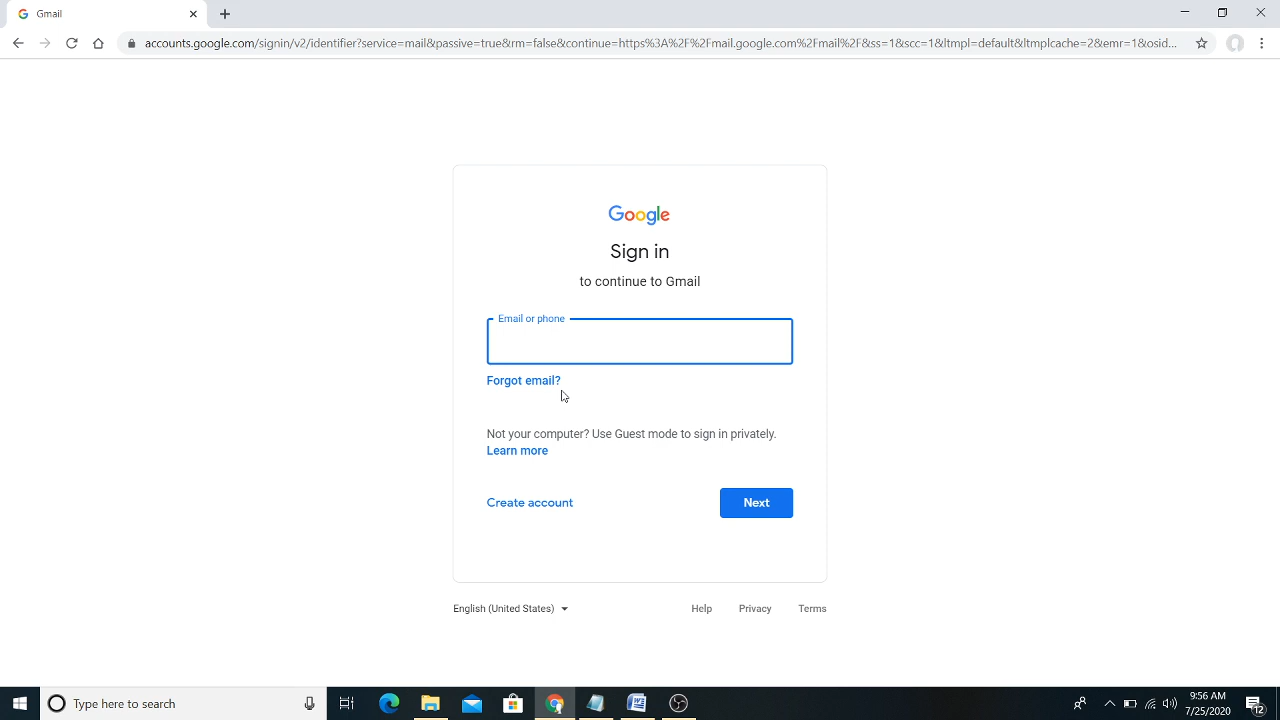 Gmail
accounts.google.com/signin/v2/identifier?service=mail&passive=true&rm=false&continue=https%3A%2F%2Fmail.google.com%2Fmail%2F&ss=1&scc=1&ltmpl=default&ltmplcache=2&emr=1&osid...
Google
Sign in
to continue to Gmail
Email or phone
Forgot email?
Not your computer? Use Guest mode to sign in privately.
Learn more
Create account
Next
English (United States)
Help
Privacy
Terms
Type here to search
9:56 AM
7/25/2020
2